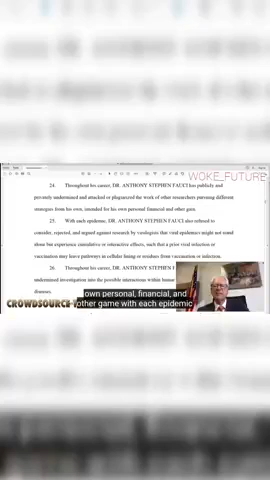 WOKE_FUTURE
24. Throughout his career, DR. ANTHONY STEPHEN FAUCI has publicly and
privately undermined and attacked or plagiarized the work of other researchers pursuing different
strategies from his own, intended for his own personal financial and other gain.
25. With each epidemic, DR. ANTHONY STEPHEN FAUCI also refused to
consider, rejected, and argued against research by virologists that viral epidemics might not stand
alone but experience cumulative or interactive effects, such that a prior viral infection or
vaccination may leave pathways in cellular lining or residues from vaccination or infection.
26. Throughout his career, DR. ANTHONY STEPHEN F
undermined investigation into the possible interactions within human
diseases.
CROWDSOURCE
own personal, financial, and
other game with each epidemic